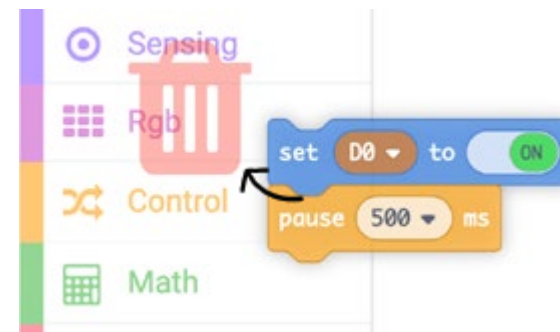 Sensing
Rgb
Control
Math
set D0 to ON
pause 500 ms